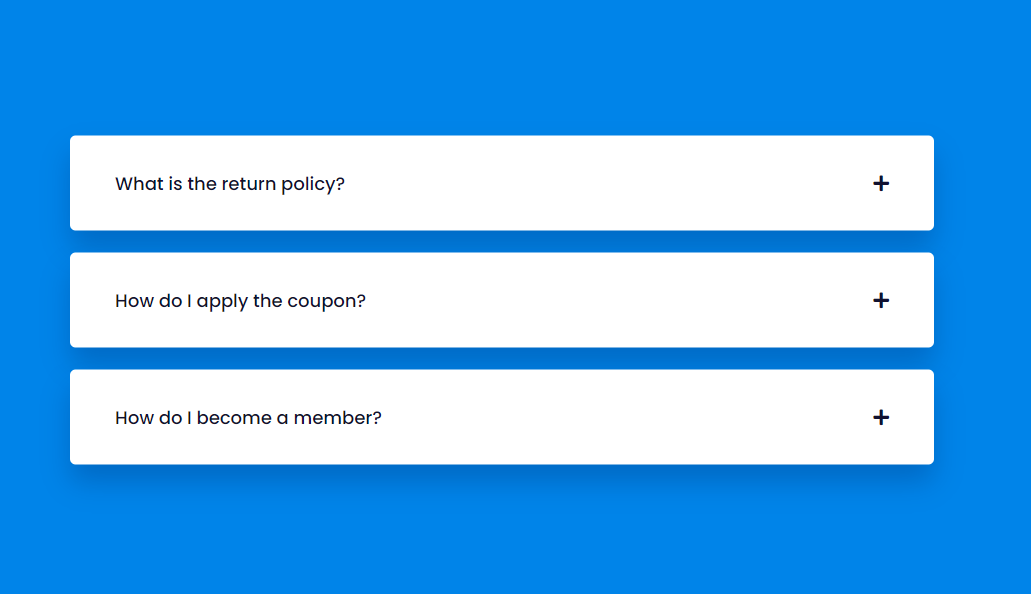 What is the return policy?
How do I apply the coupon?
How do I become a member?